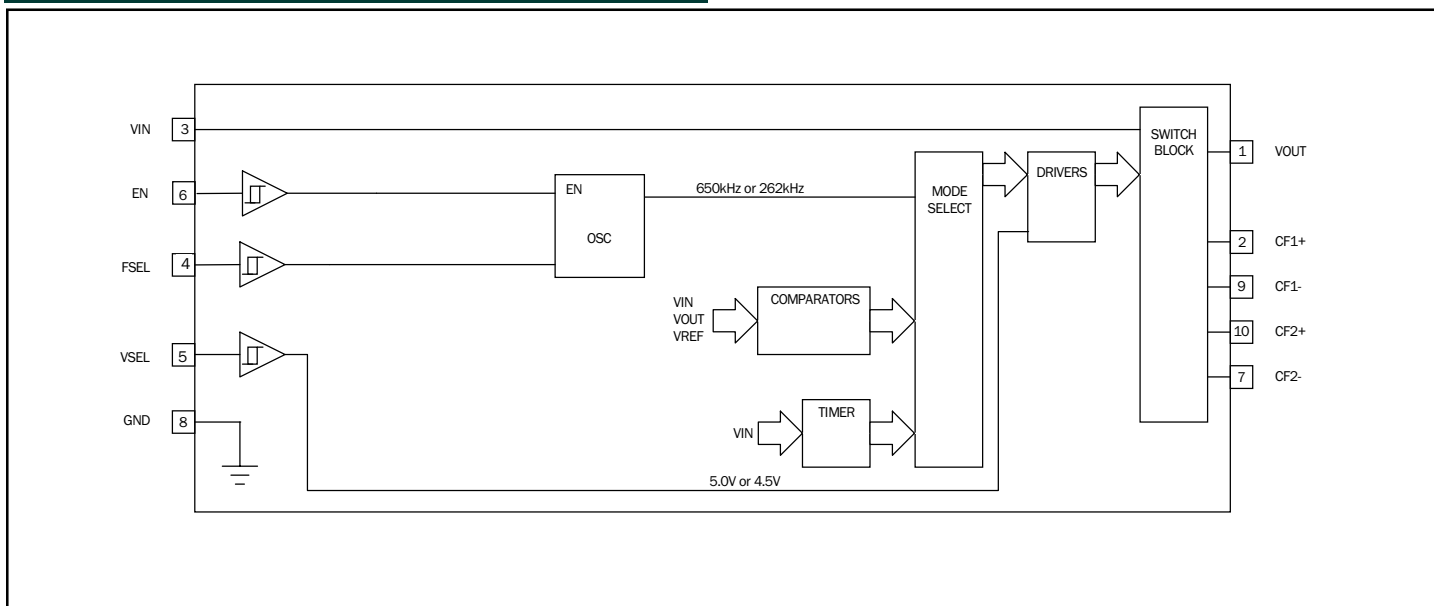 VIN
3
EN
6
FSEL
4
VSEL
5
GND
8
EN
OSC
650kHz or 262kHz
VIN
VOUT
VREF
COMPARATORS
VIN
TIMER
5.0V or 4.5V
MODE
SELECT
DRIVERS
SWITCH
BLOCK
1
VOUT
2
CF1+
9
CF1-
10
CF2+
7
CF2-